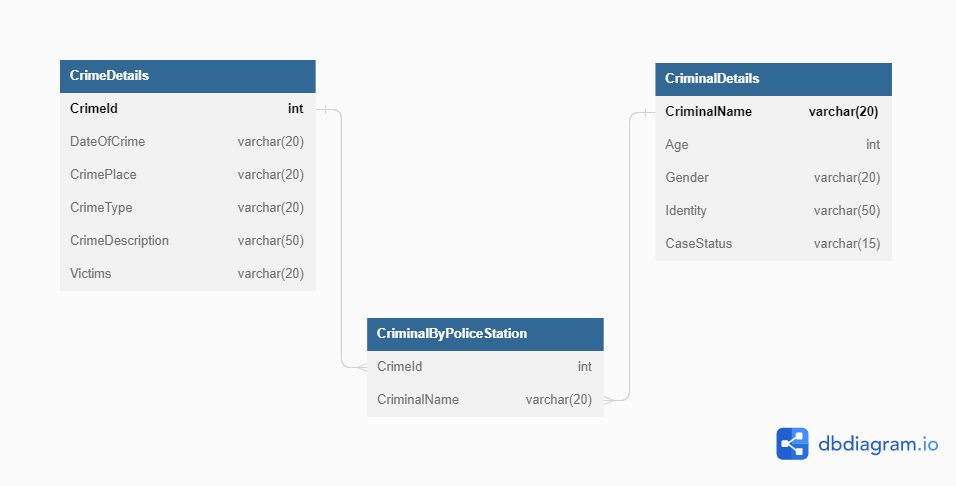 CrimeDetails
CrimeId int
DateOfCrime varchar(20)
CrimePlace varchar(20)
CrimeType varchar(20)
CrimeDescription varchar(50)
Victims varchar(20)
CriminalDetails
CriminalName varchar(20)
Age int
Gender varchar(20)
Identity varchar(50)
CaseStatus varchar(15)
CriminalByPoliceStation
CrimeId int
CriminalName varchar(20)
dbdiagram.io